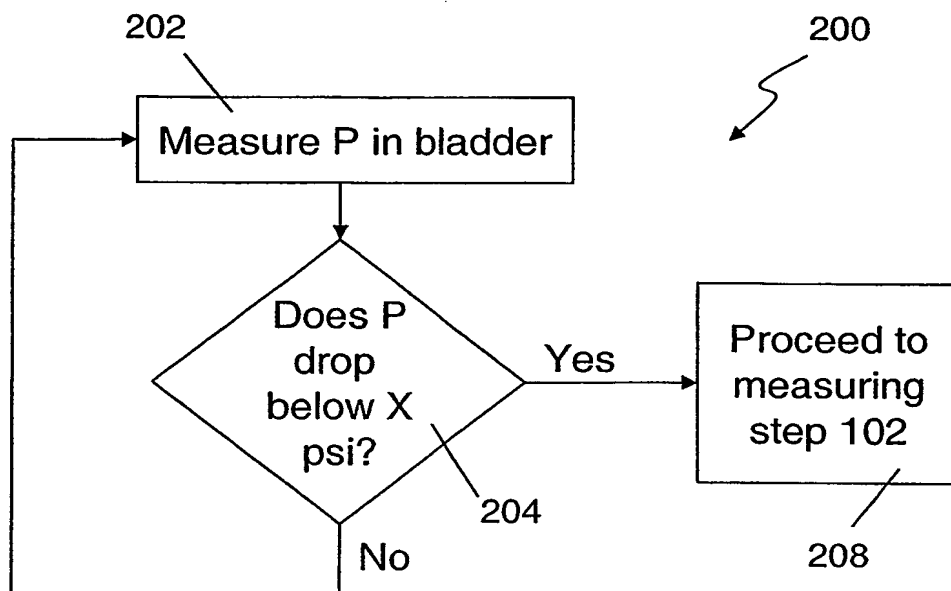 202
200
Measure P in bladder
Does P
drop
below X
psi?
Yes
Proceed to
measuring
step 102
204
208
No